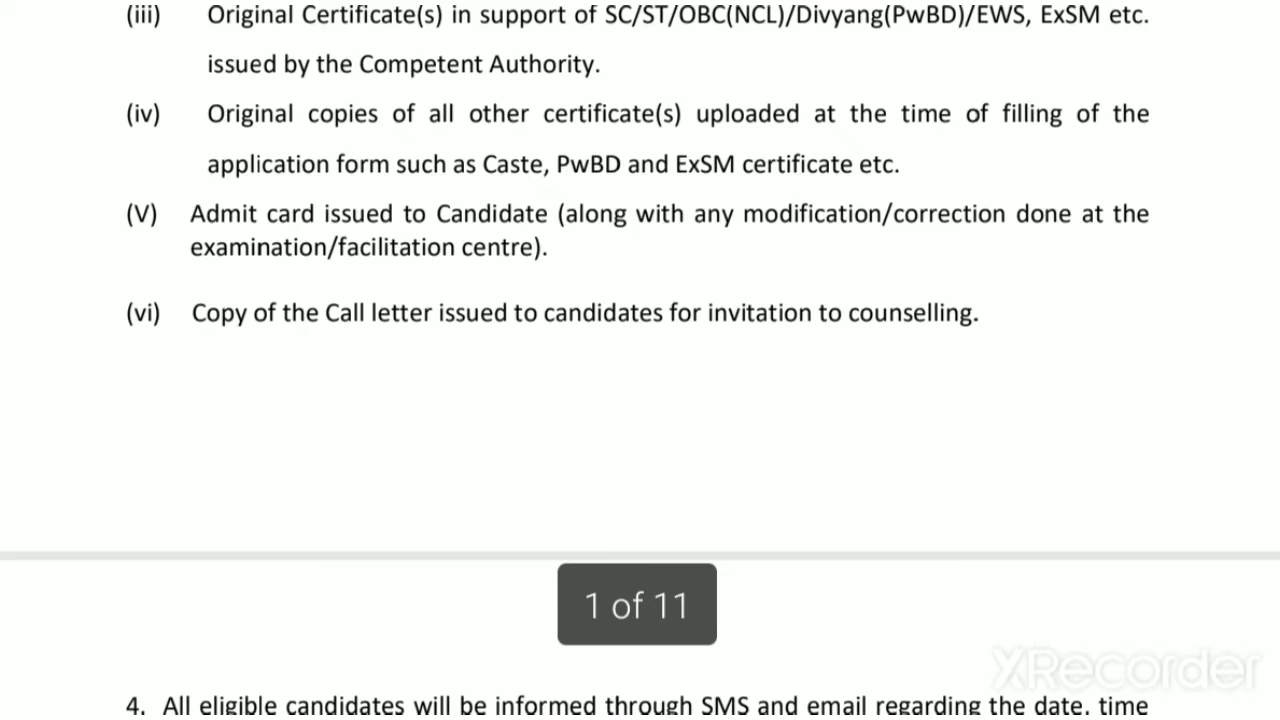 (iii) Original Certificate(s) in support of SC/ST/OBC(NCL)/Divyang(PwBD)/EWS, ExSM etc.
issued by the Competent Authority.
(iv) Original copies of all other certificate(s) uploaded at the time of filling of the
application form such as Caste, PwBD and ExSM certificate etc.
(V) Admit card issued to Candidate (along with any modification/correction done at the
examination/facilitation centre).
(vi) Copy of the Call letter issued to candidates for invitation to counselling.
1 of 11
XRecorder
4. All eligible candidates will be informed through SMS and email regarding the date, time